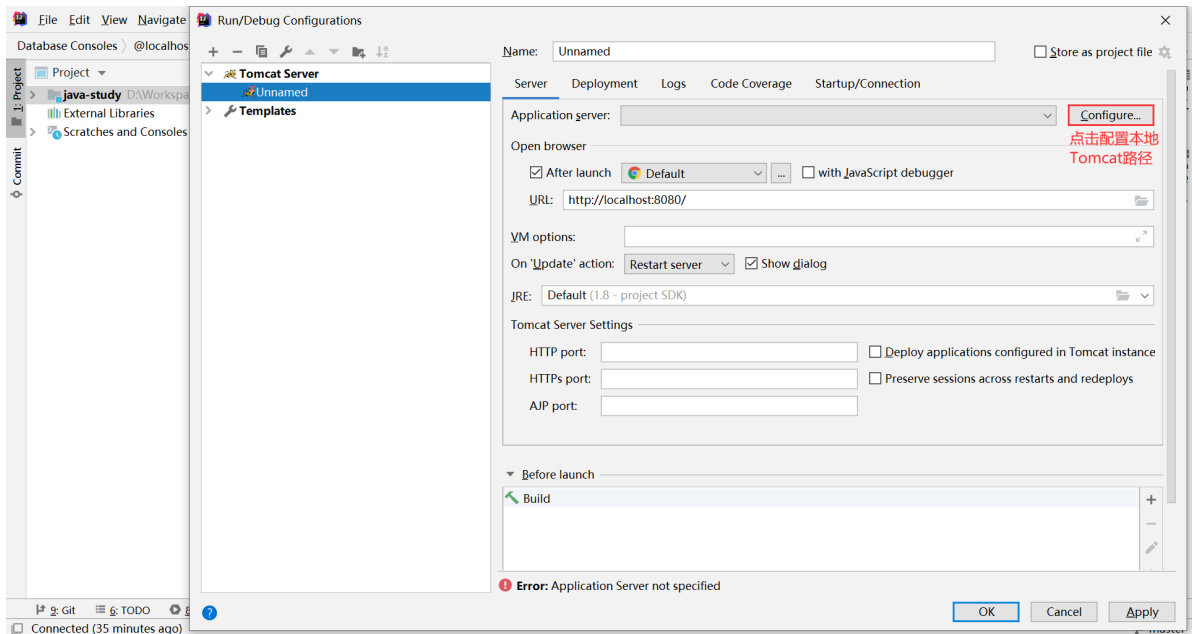 File Edit View Navigate
Run/Debug Configurations
Database Consoles @localhos
Name: Unnamed
Store as project file
Project
1: Project
Commit
java-study D:\Workspa
External Libraries
Scratches and Consoles
Tomcat Server
Unnamed
Templates
Server Deployment Logs Code Coverage Startup/Connection
Application server: Configure...
点击配置本地
Tomcat路径
Open browser
After launch Default ... with JavaScript debugger
URL: http://localhost:8080/
VM options:
On 'Update' action: Restart server Show dialog
JRE: Default (1.8 - project SDK)
Tomcat Server Settings
HTTP port: Deploy applications configured in Tomcat instance
HTTPs port: Preserve sessions across restarts and redeploys
AJP port:
Before launch
Build
Error: Application Server not specified
OK Cancel Apply
9: Git 6: TODO 8
Connected (35 minutes ago)
master